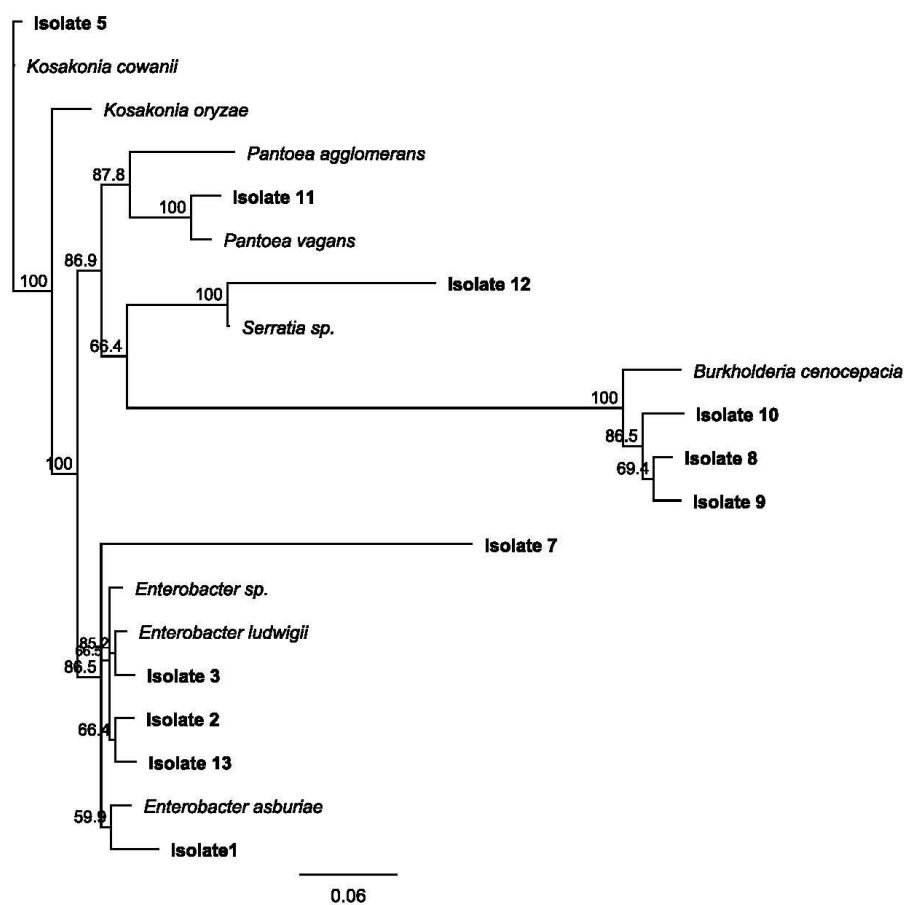 Isolate 5
Kosakonia cowanii
Kosakonia oryzae
Pantoea agglomerans
87.8
Isolate 11
100
Pantoea vagans
86.9
100
Isolate 12
100
Serratia sp.
66.4
Burkholderia cenocepacia
100
Isolate 10
86.5
Isolate 8
69.4
100
Isolate 9
Isolate 7
Enterobacter sp.
Enterobacter ludwigii
85.2
66.5
86.5
Isolate 3
Isolate 2
66.4
Isolate 13
Enterobacter asburiae
59.9
Isolate1
0.06